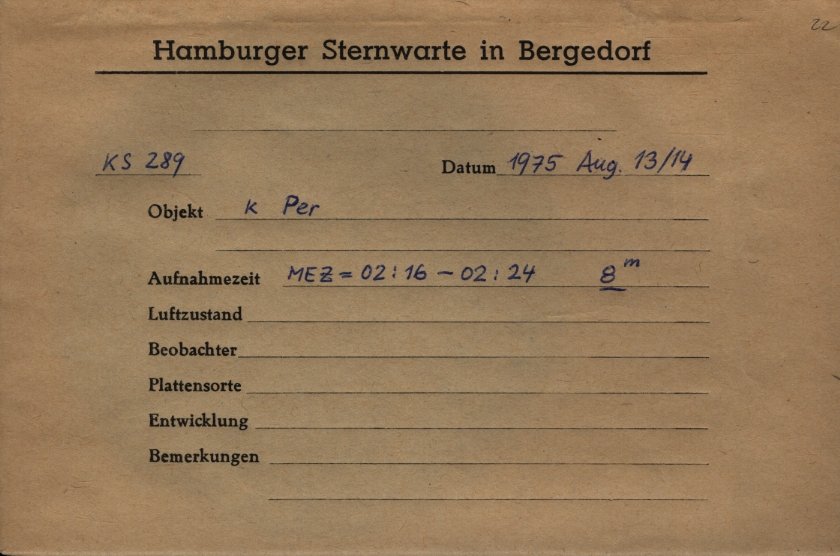 22
Hamburger Sternwarte in Bergedorf
KS 289 Datum 1975 Aug. 13/14
Objekt κ Per
Aufnahmezeit MEZ = 02:16 – 02:24 8ᵐ
Luftzustand
Beobachter
Plattensorte
Entwicklung
Bemerkungen